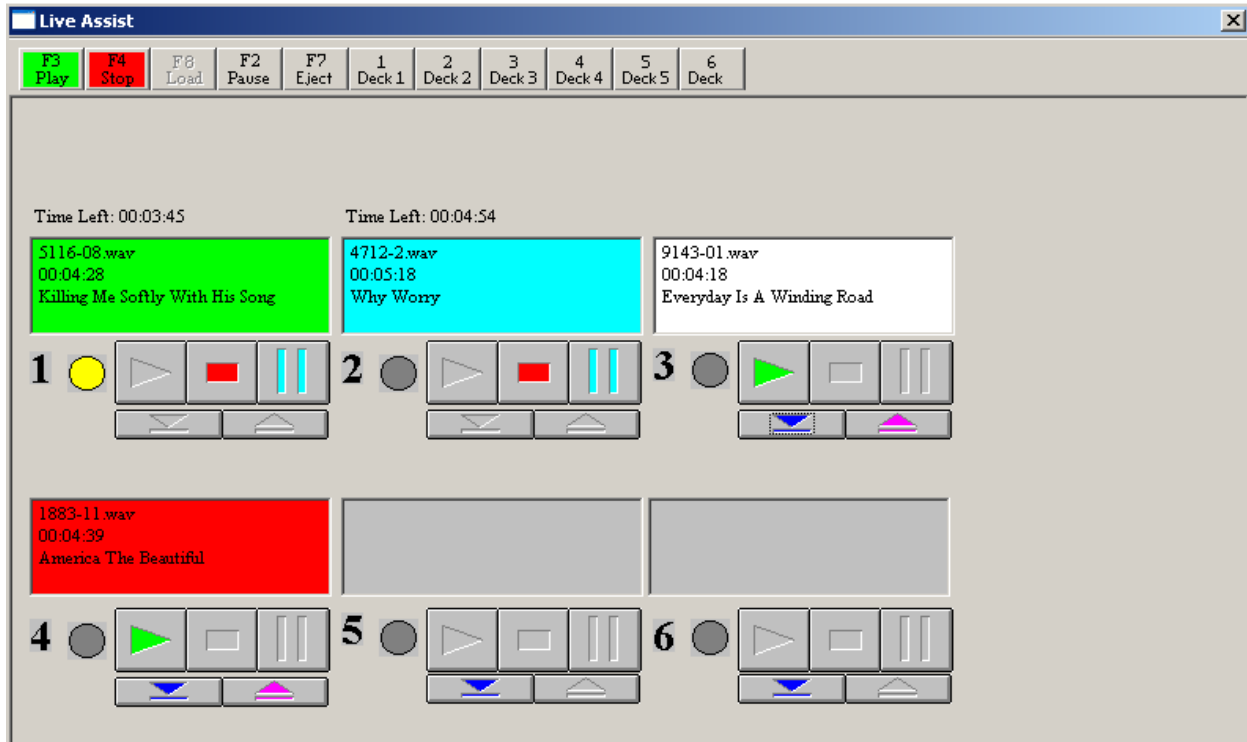 Live Assist
F3 F4 F8 F2 F7 1 2 3 4 5 6
Play Stop Load Pause Eject Deck 1 Deck 2 Deck 3 Deck 4 Deck 5 Deck
Time Left: 00:03:45
Time Left: 00:04:54
5116-08.wav
00:04:28
Killing Me Softly With His Song
4712-2.wav
00:05:18
Why Worry
9143-01.wav
00:04:18
Everyday Is A Winding Road
1
2
3
1883-11.wav
00:04:39
America The Beautiful
4
5
6